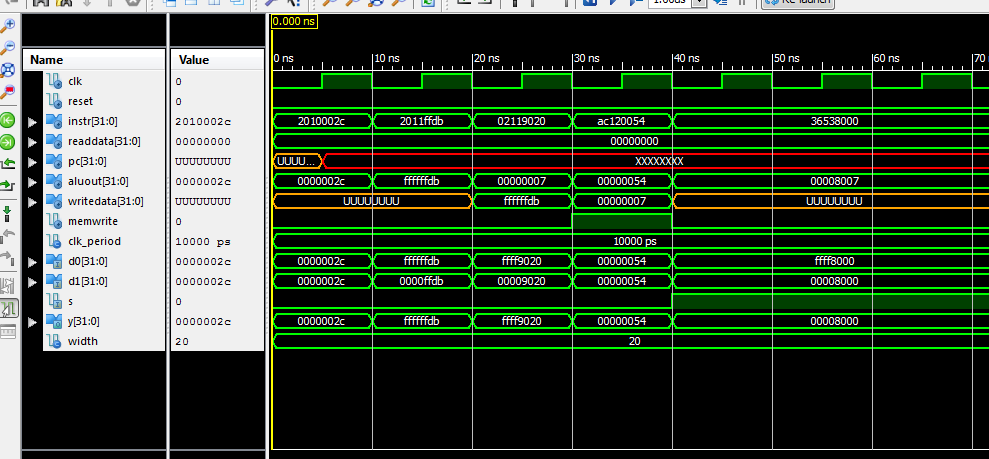 1.00us
Re-launch
0.000 ns
Name Value 0 ns 10 ns 20 ns 30 ns 40 ns 50 ns 60 ns 70
clk 0
reset 0
instr[31:0] 2010002c 2010002c 2011ffdb 02119020 ac120054 36538000
readdata[31:0] 00000000 00000000
pc[31:0] UUUUUUUU UUUU... XXXXXXXX
aluout[31:0] 0000002c 0000002c ffffffdb 00000007 00000054 00008007
writedata[31:0] UUUUUUUU UUUUUUUU ffffffdb 00000007 UUUUUUUU
memwrite 0
clk_period 10000 ps 10000 ps
d0[31:0] 0000002c 0000002c ffffffdb ffff9020 00000054 ffff8000
d1[31:0] 0000002c 0000002c 0000ffdb 00009020 00000054 00008000
s 0
y[31:0] 0000002c 0000002c ffffffdb ffff9020 00000054 00008000
width 20 20